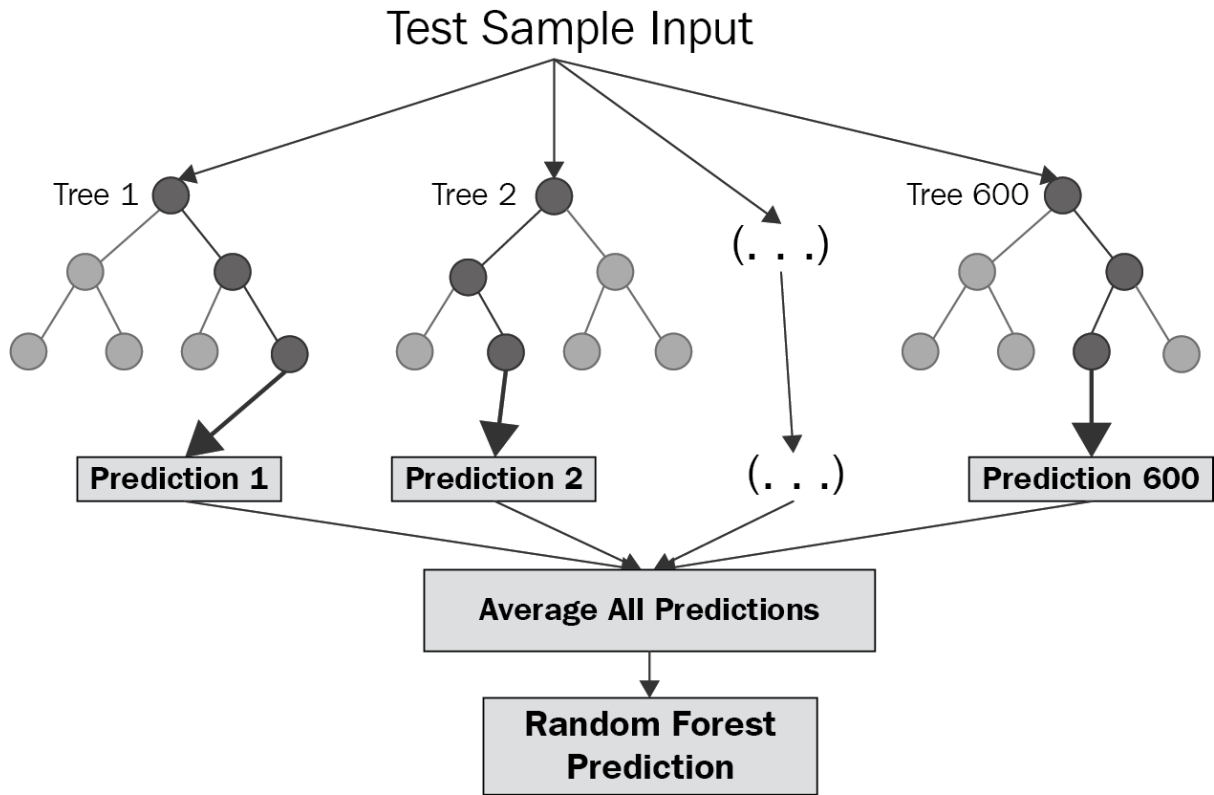 Test Sample Input
Tree 1
Tree 2
Tree 600
(. . .)
(. . .)
Prediction 1
Prediction 2
Prediction 600
Average All Predictions
Random Forest
Prediction